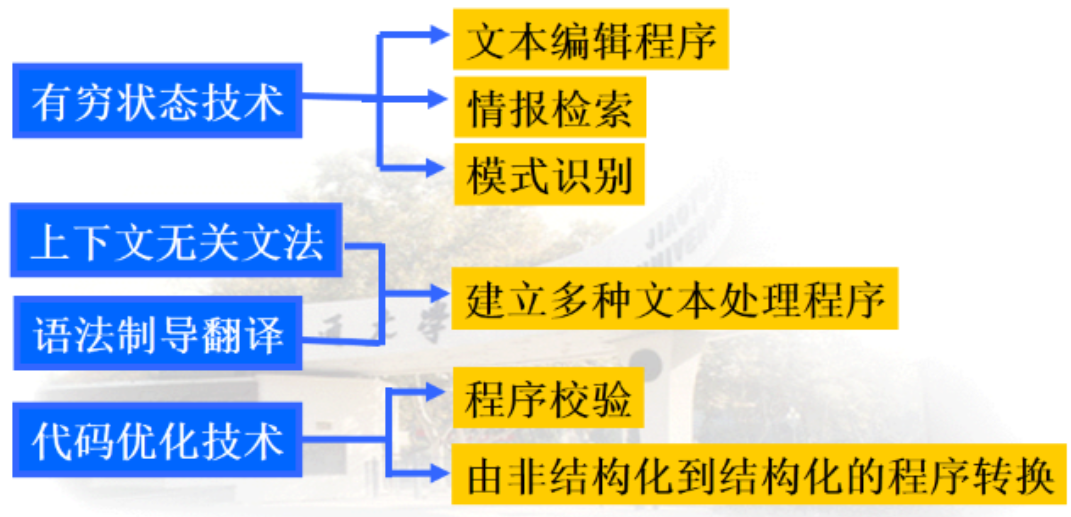 有穷状态技术
文本编辑程序
情报检索
模式识别
上下文无关文法
语法制导翻译
建立多种文本处理程序
代码优化技术
程序校验
由非结构化到结构化的程序转换